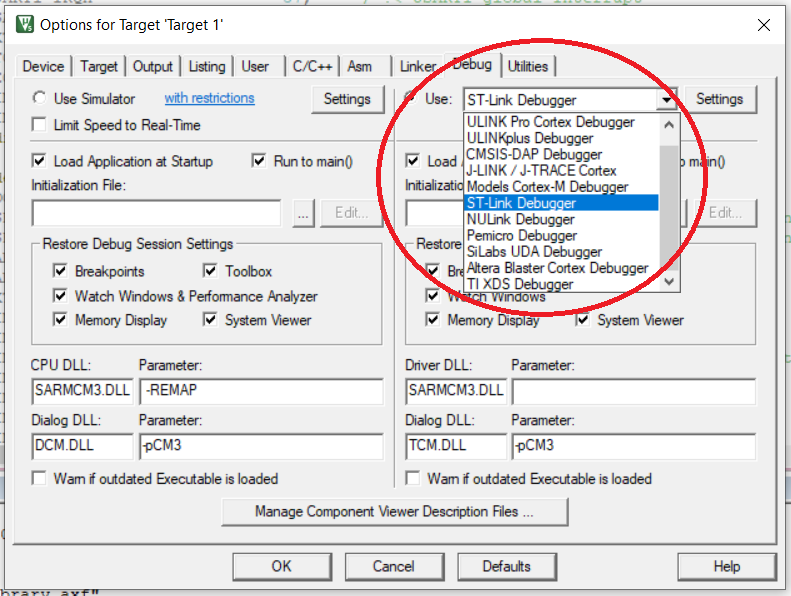 Options for Target 'Target 1'
Device Target Output Listing User C/C++ Asm Linker Debug Utilities
Use Simulator with restrictions Settings
Use: ST-Link Debugger Settings
Limit Speed to Real-Time
ULINK Pro Cortex Debugger
ULINKplus Debugger
CMSIS-DAP Debugger
J-LINK / J-TRACE Cortex
Models Cortex-M Debugger
ST-Link Debugger
NULink Debugger
Pemicro Debugger
SiLabs UDA Debugger
Altera Blaster Cortex Debugger
TI XDS Debugger
Load Application at Startup Run to main()
Load main()
Initialization File:
... Edit...
Edit...
Restore Debug Session Settings
Restore
Breakpoints Toolbox
Watch Windows & Performance Analyzer
Watch Windows
Memory Display System Viewer
Memory Display System Viewer
CPU DLL: Parameter:
SARMCM3.DLL -REMAP
Driver DLL: Parameter:
SARMCM3.DLL
Dialog DLL: Parameter:
DCM.DLL -pCM3
Dialog DLL: Parameter:
TCM.DLL -pCM3
Warn if outdated Executable is loaded
Warn if outdated Executable is loaded
Manage Component Viewer Description Files ...
OK Cancel Defaults Help